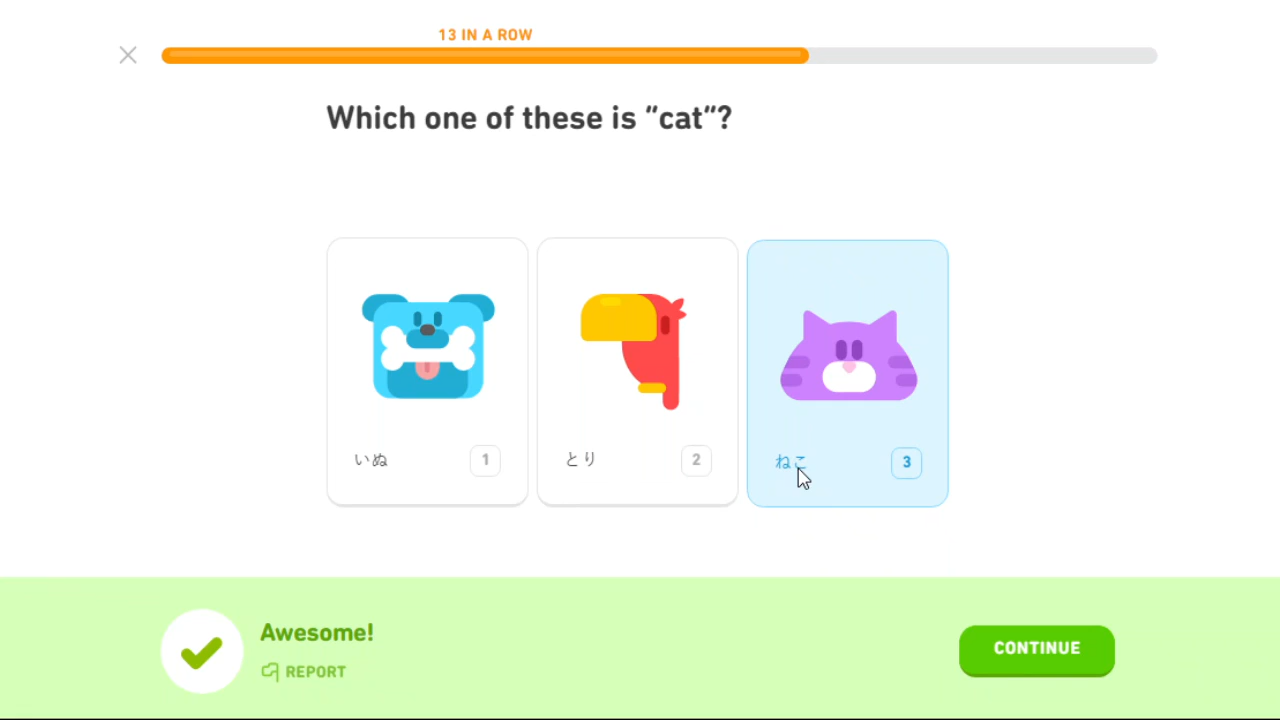 13 IN A ROW
Which one of these is "cat"?
いぬ 1
とり 2
ねこ 3
Awesome!
REPORT
CONTINUE